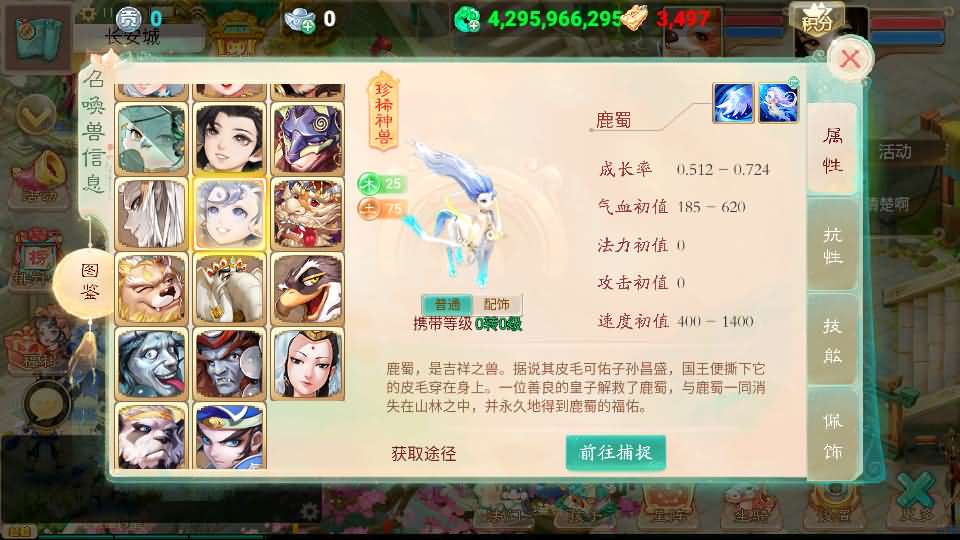 贡 0
0
4,295,966,295
3,497
积分
长安城
召唤兽信息
图鉴
珍稀神兽
木 25
土 75
普通
配饰
携带等级0转0级
鹿蜀
成长率 0.512 – 0.724
气血初值 185 – 620
法力初值 0
攻击初值 0
速度初值 400 – 1400
鹿蜀，是吉祥之兽。据说其皮毛可佑子孙昌盛，国王便撕下它
的皮毛穿在身上。一位善良的皇子解救了鹿蜀，与鹿蜀一同消
失在山林之中，并永久地得到鹿蜀的福佑。
获取途径
前往捕捉
属性
抗性
技能
佩饰
活动
清楚啊
福利